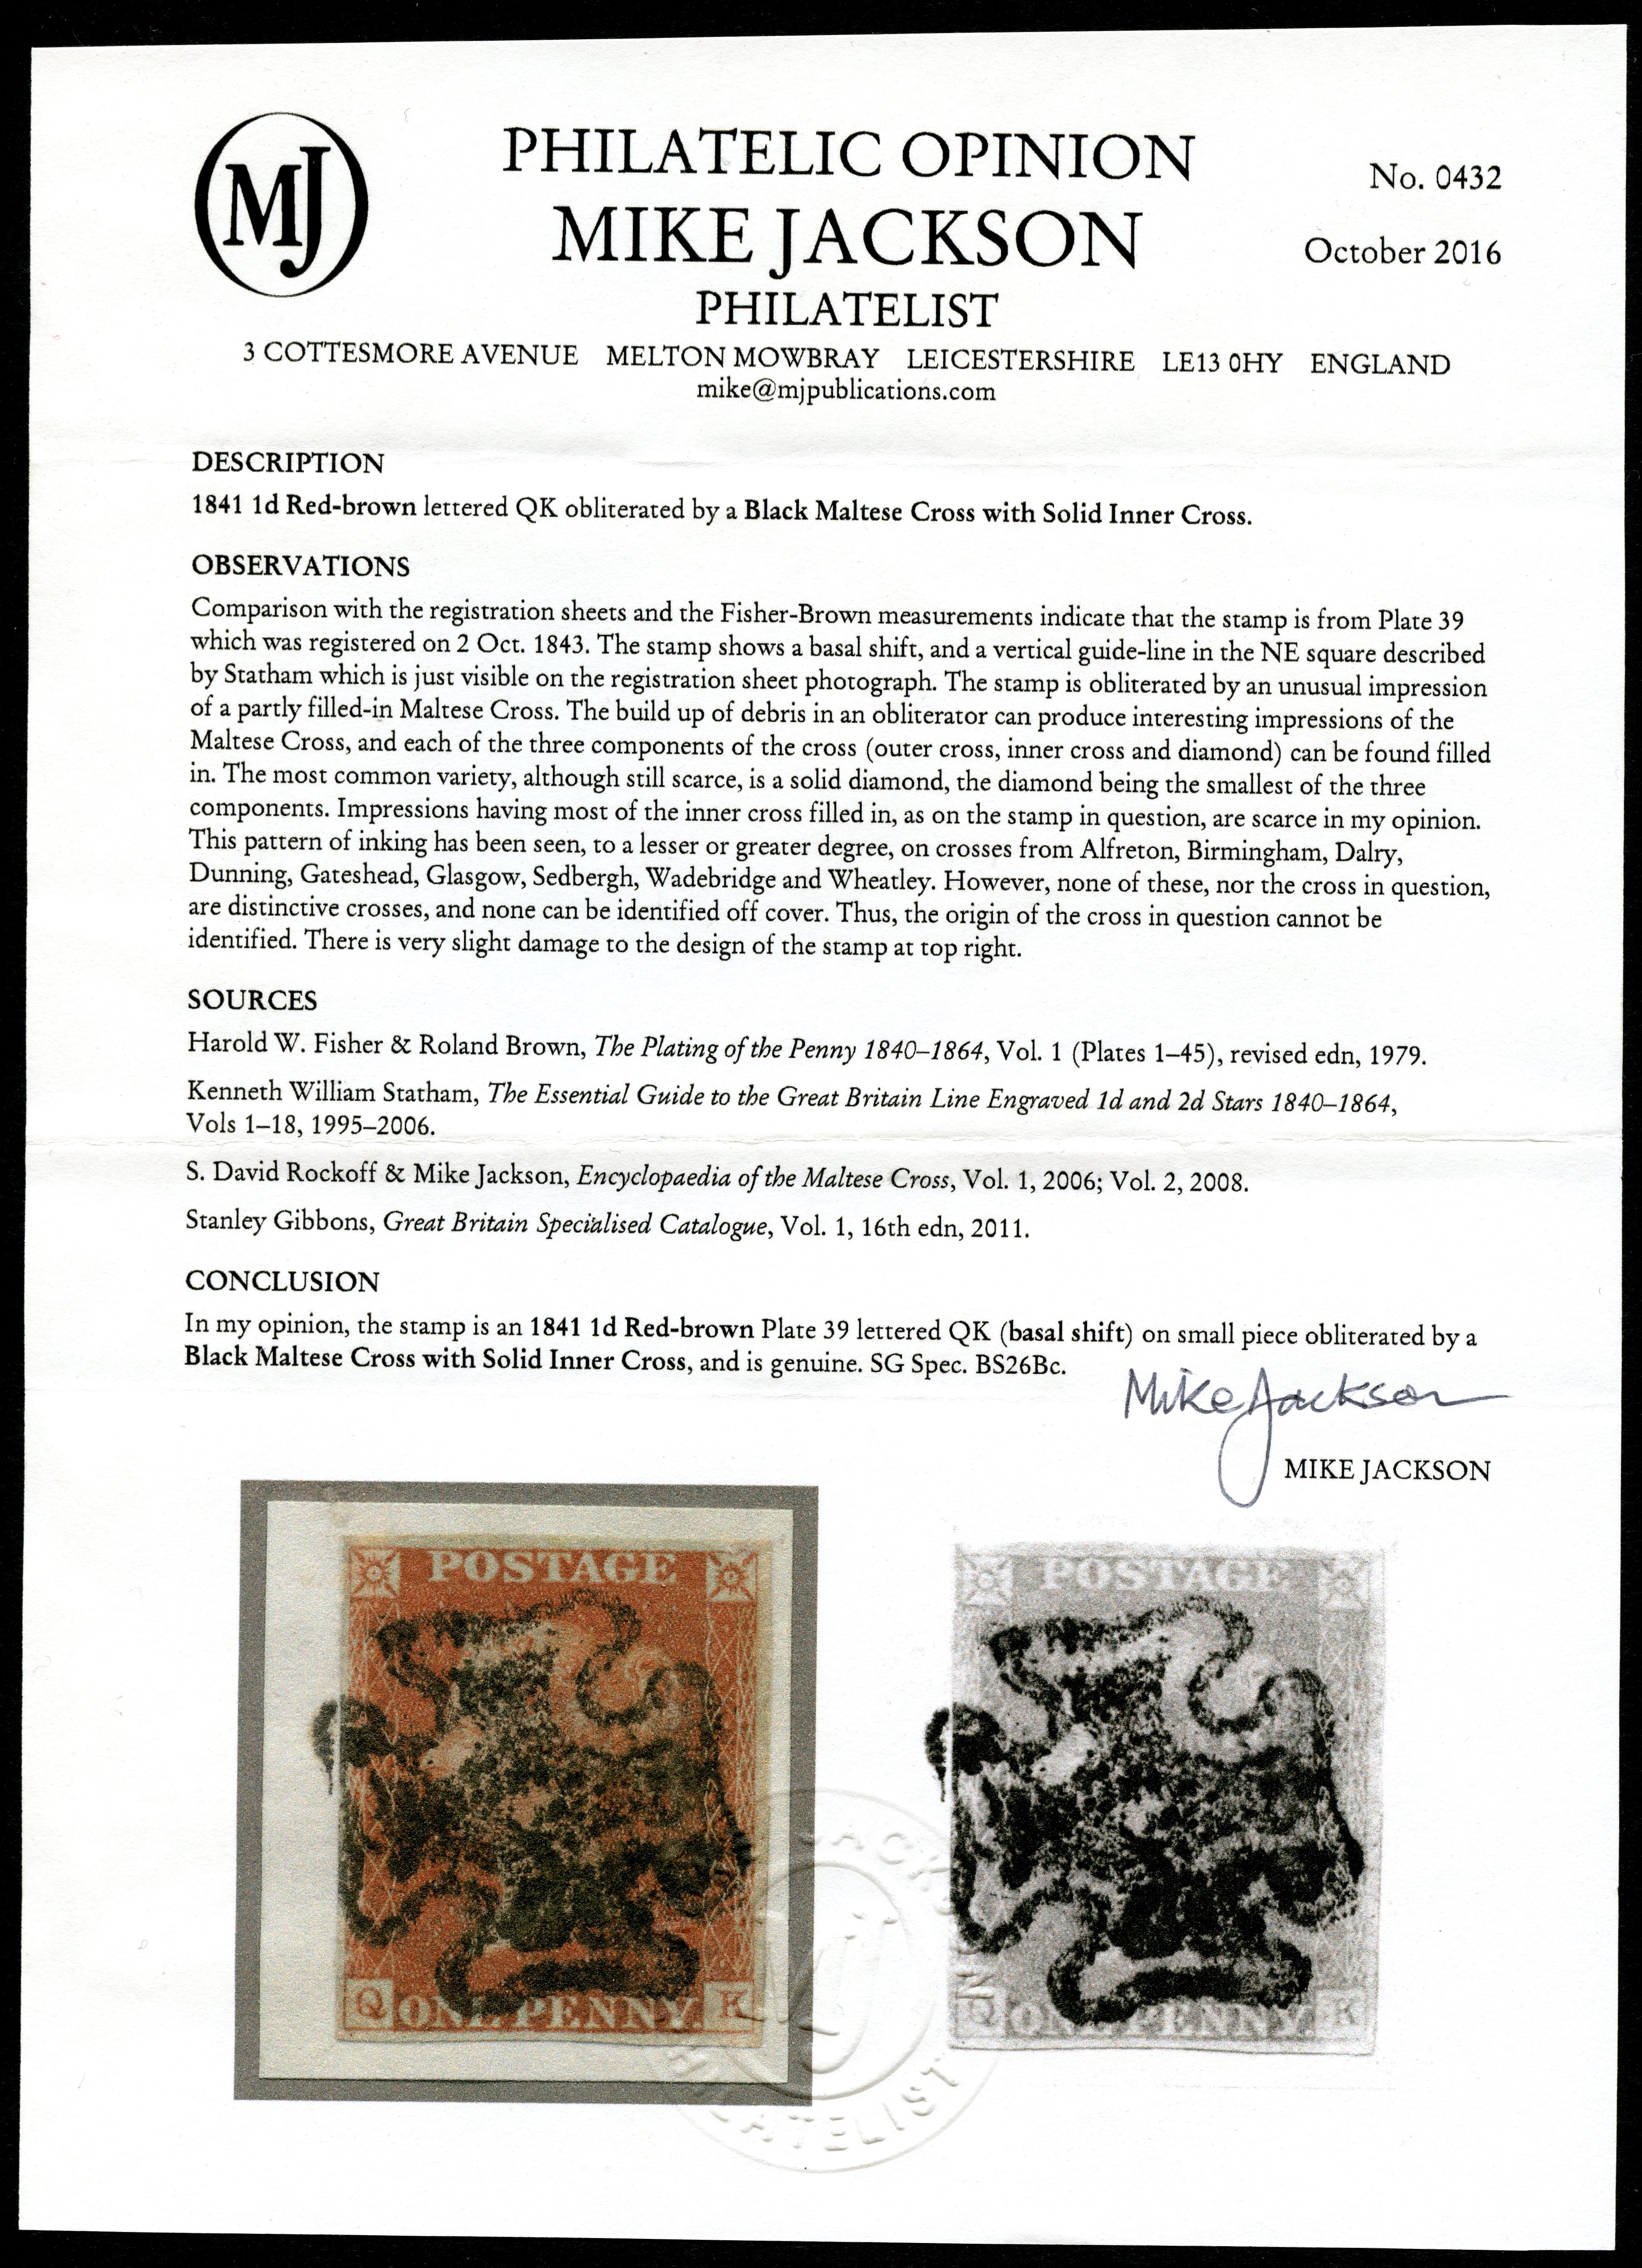 MJ
PHILATELIC OPINION
No. 0432
MIKE JACKSON
October 2016
PHILATELIST
3 COTTESMORE AVENUE MELTON MOWBRAY LEICESTERSHIRE LE13 0HY ENGLAND
mike@mjpublications.com
DESCRIPTION
1841 1d Red-brown lettered QK obliterated by a Black Maltese Cross with Solid Inner Cross.
OBSERVATIONS
Comparison with the registration sheets and the Fisher-Brown measurements indicate that the stamp is from Plate 39
which was registered on 2 Oct. 1843. The stamp shows a basal shift, and a vertical guide-line in the NE square described
by Statham which is just visible on the registration sheet photograph. The stamp is obliterated by an unusual impression
of a partly filled-in Maltese Cross. The build up of debris in an obliterator can produce interesting impressions of the
Maltese Cross, and each of the three components of the cross (outer cross, inner cross and diamond) can be found filled
in. The most common variety, although still scarce, is a solid diamond, the diamond being the smallest of the three
components. Impressions having most of the inner cross filled in, as on the stamp in question, are scarce in my opinion.
This pattern of inking has been seen, to a lesser or greater degree, on crosses from Alfreton, Birmingham, Dalry,
Dunning, Gateshead, Glasgow, Sedbergh, Wadebridge and Wheatley. However, none of these, nor the cross in question,
are distinctive crosses, and none can be identified off cover. Thus, the origin of the cross in question cannot be
identified. There is very slight damage to the design of the stamp at top right.
SOURCES
Harold W. Fisher & Roland Brown, The Plating of the Penny 1840–1864, Vol. 1 (Plates 1–45), revised edn, 1979.
Kenneth William Statham, The Essential Guide to the Great Britain Line Engraved 1d and 2d Stars 1840–1864,
Vols 1–18, 1995–2006.
S. David Rockoff & Mike Jackson, Encyclopaedia of the Maltese Cross, Vol. 1, 2006; Vol. 2, 2008.
Stanley Gibbons, Great Britain Specialised Catalogue, Vol. 1, 16th edn, 2011.
CONCLUSION
In my opinion, the stamp is an 1841 1d Red-brown Plate 39 lettered QK (basal shift) on small piece obliterated by a
Black Maltese Cross with Solid Inner Cross, and is genuine. SG Spec. BS26Bc.
Mike Jackson
MIKE JACKSON
POSTAGE
Q ONE PENNY. K
POSTAGE
Q ONE PENNY. K
PHILATELIST